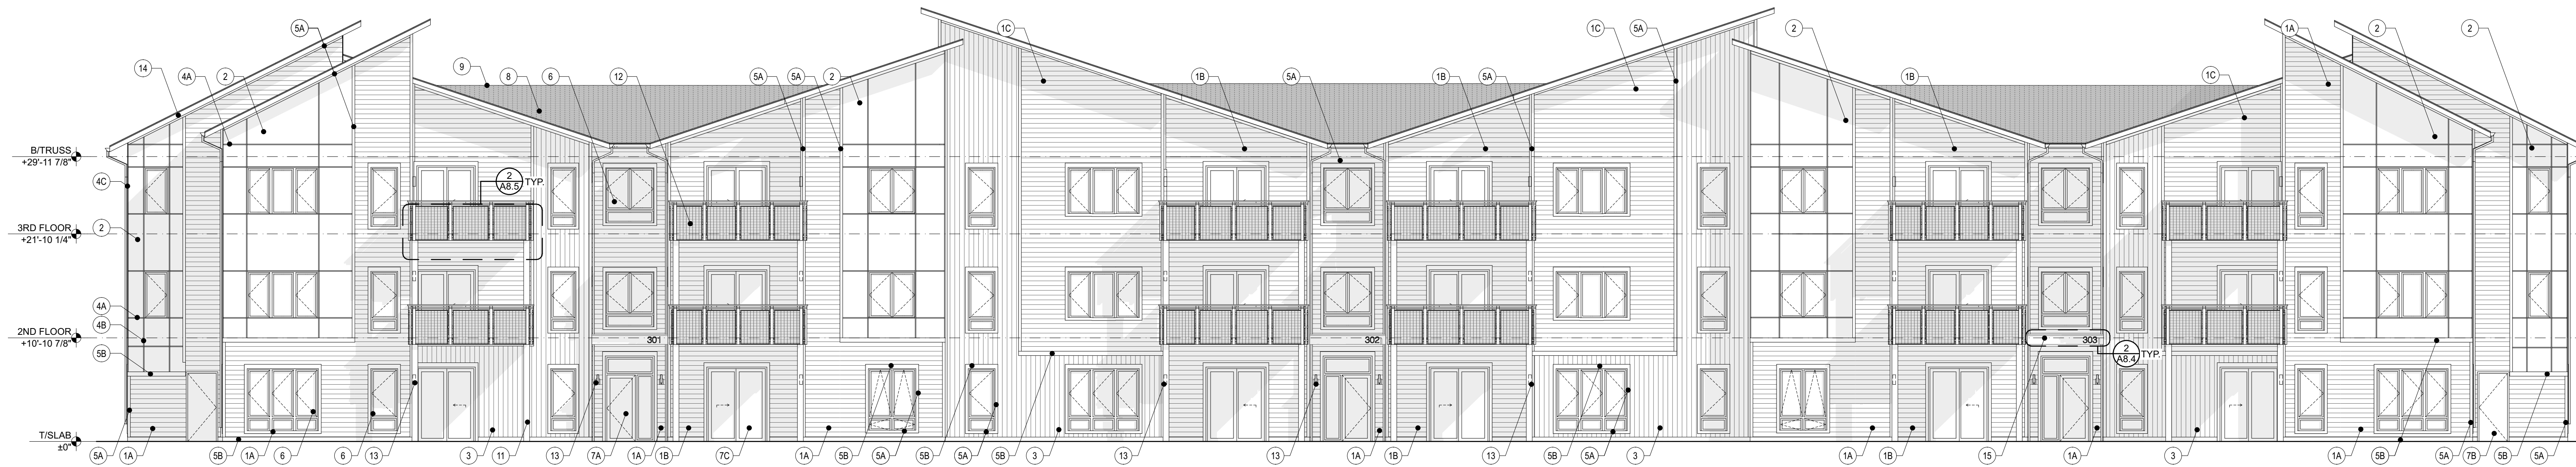 5A
1C
1C
5A
2
1A
2
2
14
4A
2
9
8
6
12
5A
5A
2
1B
5A
1B
5A
1B
1C
B/TRUSS
+29'-11 7/8"
4C
2
A8.5
TYP.
2
3RD FLOOR
+21'-10 1/4"
4A
4B
2ND FLOOR
+10'-10 7/8"
301
302
303
5B
2
A8.4
TYP.
T/SLAB
±0"
5A
1A
5B
1A
6
6
13
3
11
13
7A
1A
1B
7C
1A
5B
5A
5B
5A
5B
3
13
13
1A
1B
13
5B
5A
3
1A
1B
15
1A
3
1A
5B
5A
7B
5B
5A